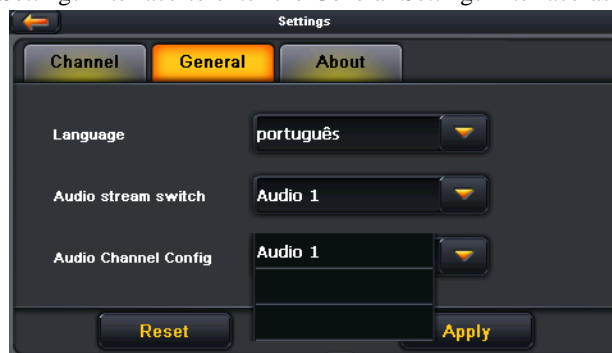 Settings
Channel General About
Language português
Audio stream switch Audio 1
Audio Channel Config Audio 1
Reset Apply